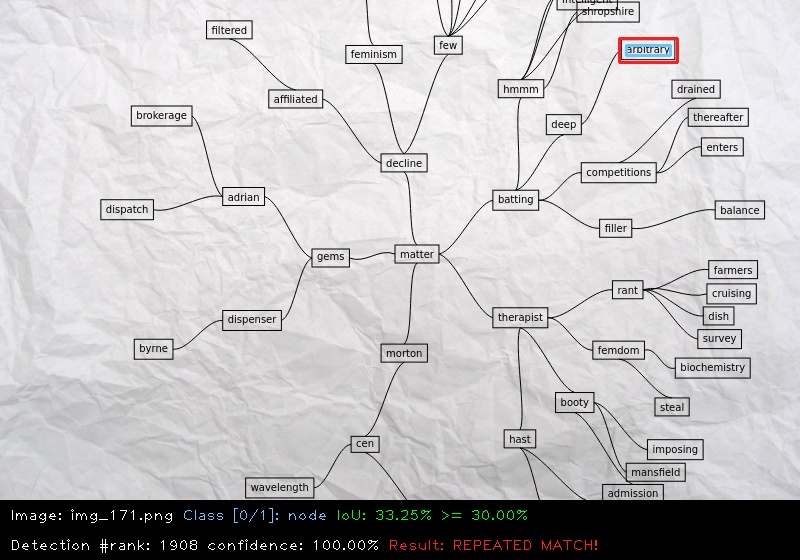 intelligent
shropshire
filtered
few
arbitrary
feminism
hmmm
drained
affiliated
brokerage
thereafter
deep
enters
decline
competitions
adrian
batting
dispatch
balance
filler
matter
gems
farmers
rant
cruising
dish
therapist
dispenser
survey
byrne
femdom
morton
biochemistry
booty
steal
hast
cen
imposing
mansfield
wavelength
admission
Image: img_171.png Class [0/1]: node IoU: 33.25% >= 30.00%
Detection #rank: 1908 confidence: 100.00% Result: REPEATED MATCH!